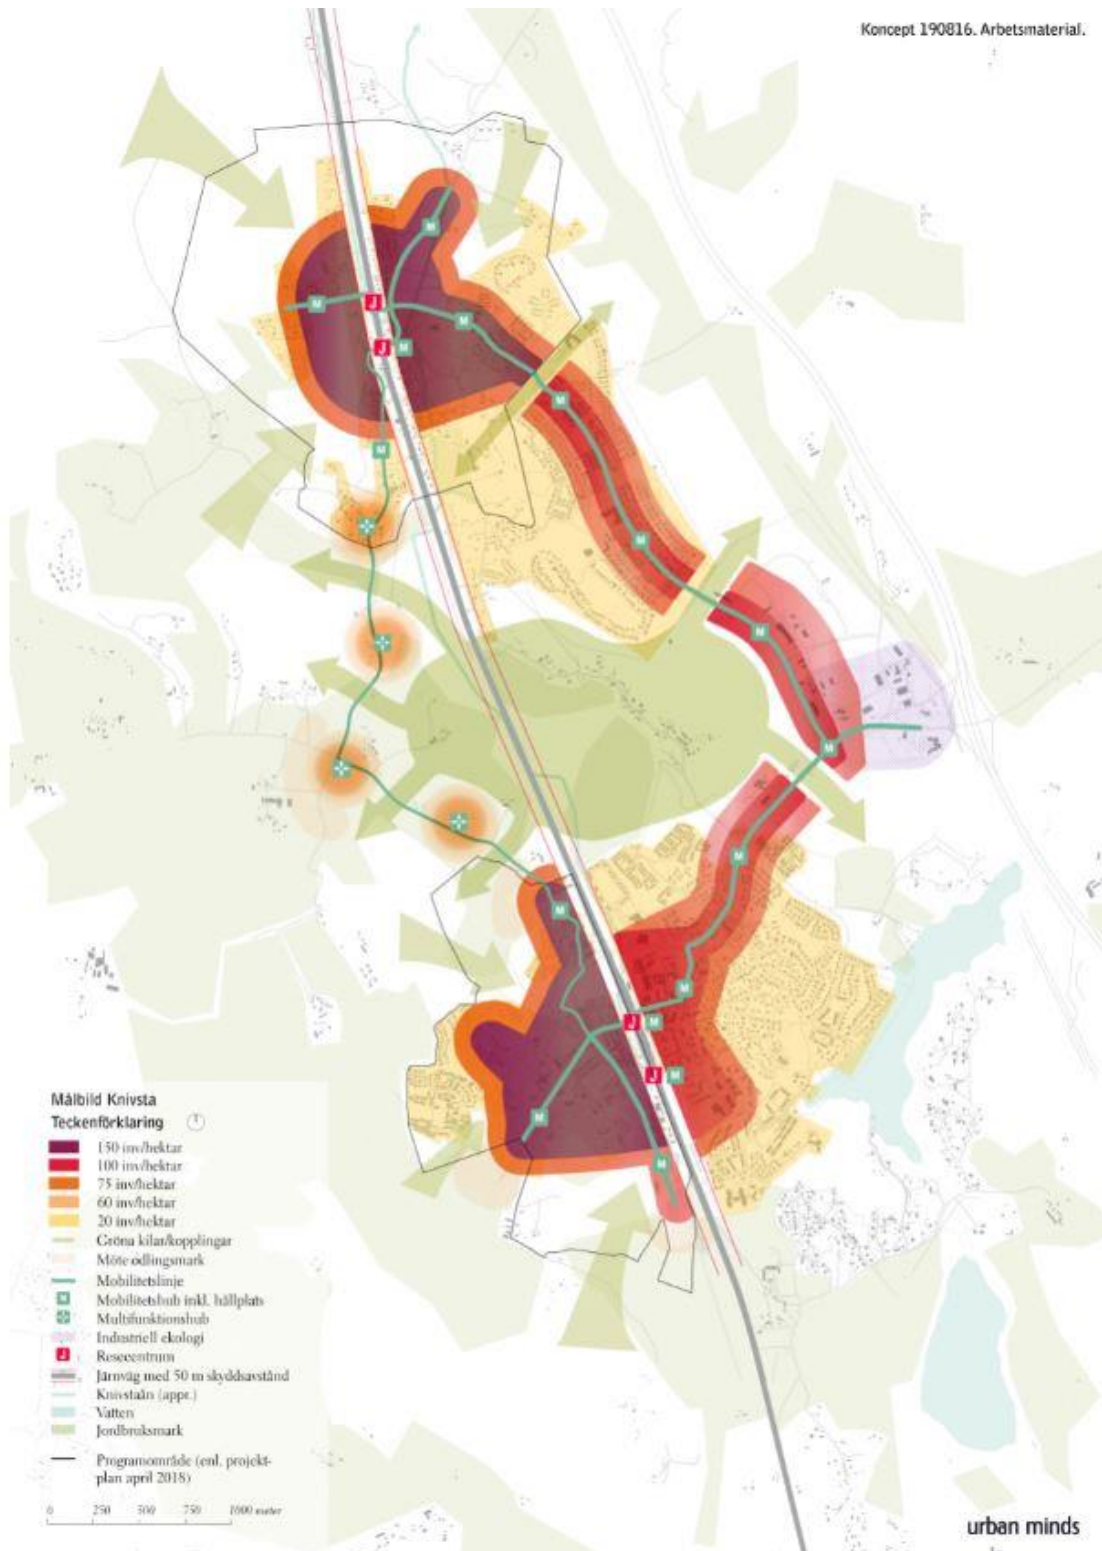 Koncept 190816. Arbetsmaterial.
J
M
M
M
J
M
M
M
M
M
M
M
M
M
J
M
J
M
M
M
Målbild Knivsta
Teckenförklaring
150 inv/hektar
100 inv/hektar
75 inv/hektar
60 inv/hektar
20 inv/hektar
Gröna kilar/kopplingar
Möte odlingsmark
Mobilitetslinje
M Mobilitetshub inkl. hållplats
Multifunktionshub
Industriell ekologi
J Resecentrum
Järnväg med 50 m skyddsavstånd
Knivstaån (appr.)
Vatten
Jordbruksmark
Programområde (enl. projekt-
plan april 2018)
0 250 500 750 1000 meter
urban minds